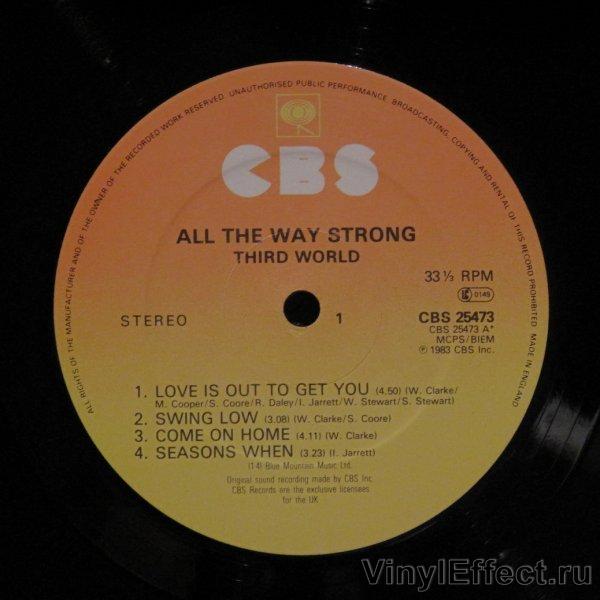 ALL RIGHTS OF THE MANUFACTURER AND OF THE OWNER OF THE RECORDED WORK RESERVED. UNAUTHORISED PUBLIC PERFORMANCE, BROADCASTING, COPYING AND RENTAL OF THIS RECORD PROHIBITED. MADE IN ENGLAND
CBS
ALL THE WAY STRONG
THIRD WORLD
33⅓ RPM
LC 0149
STEREO
1
CBS 25473
CBS 25473 A*
MCPS/BIEM
℗ 1983 CBS Inc.
1. LOVE IS OUT TO GET YOU (4.50) (W. Clarke/
M. Cooper/S. Coore/R. Daley/I. Jarrett/W. Stewart/S. Stewart)
2. SWING LOW (3.08) (W. Clarke/S. Coore)
3. COME ON HOME (4.11) (W. Clarke)
4. SEASONS WHEN (3.23) (I. Jarrett)
(1-4) Blue Mountain Music Ltd.
Original sound recording made by CBS Inc.
CBS Records are the exclusive licensees
for the UK
VinylEffect.ru